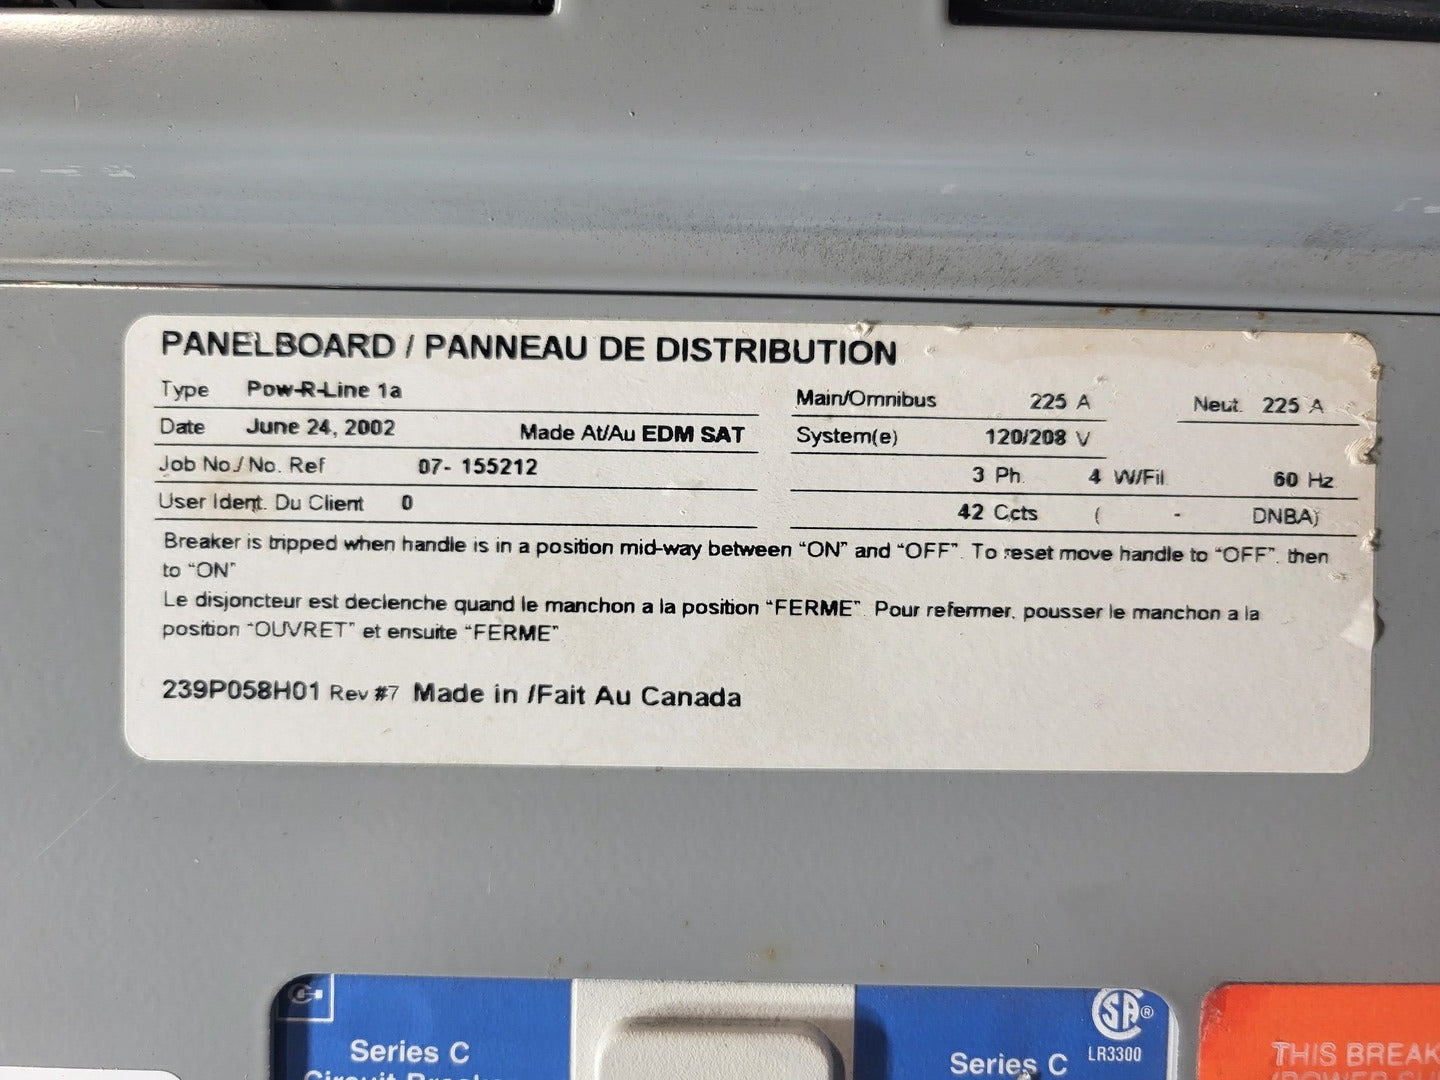 PANELBOARD / PANNEAU DE DISTRIBUTION
Type Pow-R-Line 1a
Date June 24, 2002 Made At/Au EDM SAT
Job No./No. Ref 07- 155212
User Ident. Du Client 0
Main/Omnibus 225 A Neut. 225 A
System(e) 120/208 V
3 Ph. 4 W/Fil 60 Hz
42 Ccts ( - DNBA)
Breaker is tripped when handle is in a position mid-way between “ON” and “OFF”. To reset move handle to “OFF”. then
to “ON”
Le disjoncteur est declenche quand le manchon a la position “FERME”. Pour refermer, pousser le manchon a la
position “OUVRET” et ensuite “FERME”
239P058H01 Rev #7 Made in /Fait Au Canada
Series C
Circuit
Series C
SA®
LR3300
THIS BREAK